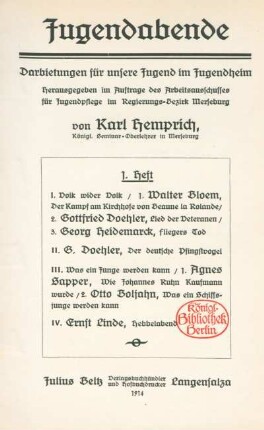 Jugendabende
Darbietungen für unsere Jugend im Jugendheim
Herausgegeben im Auftrage des Arbeitsausschusses
für Jugendpflege im Regierungs-Bezirk Merseburg
von Karl Hemprich,
Königl. Seminar-Oberlehrer in Merseburg
1. Heft
I. Volk wider Volk / 1. Walter Bloem,
Der Kampf am Kirchhofe von Beaune la Rolande/
2. Gottfried Doehler, Lied der Veteranen /
3. Georg Heidemarck, Fliegers Tod
II. G. Doehler, Der deutsche Pfingstvogel
III. Was ein Junge werden kann / 1. Agnes
Sapper, Wie Johannes Ruhn Kaufmann
wurde / 2. Otto Boljahn, Was ein Schiffs-
junge werden kann
IV. Ernst Linde, Hebbelabend
Königl.
Bibliothek
Berlin
Julius Beltz Verlagsbuchhändler und Hofbuchdrucker Langensalza
1914